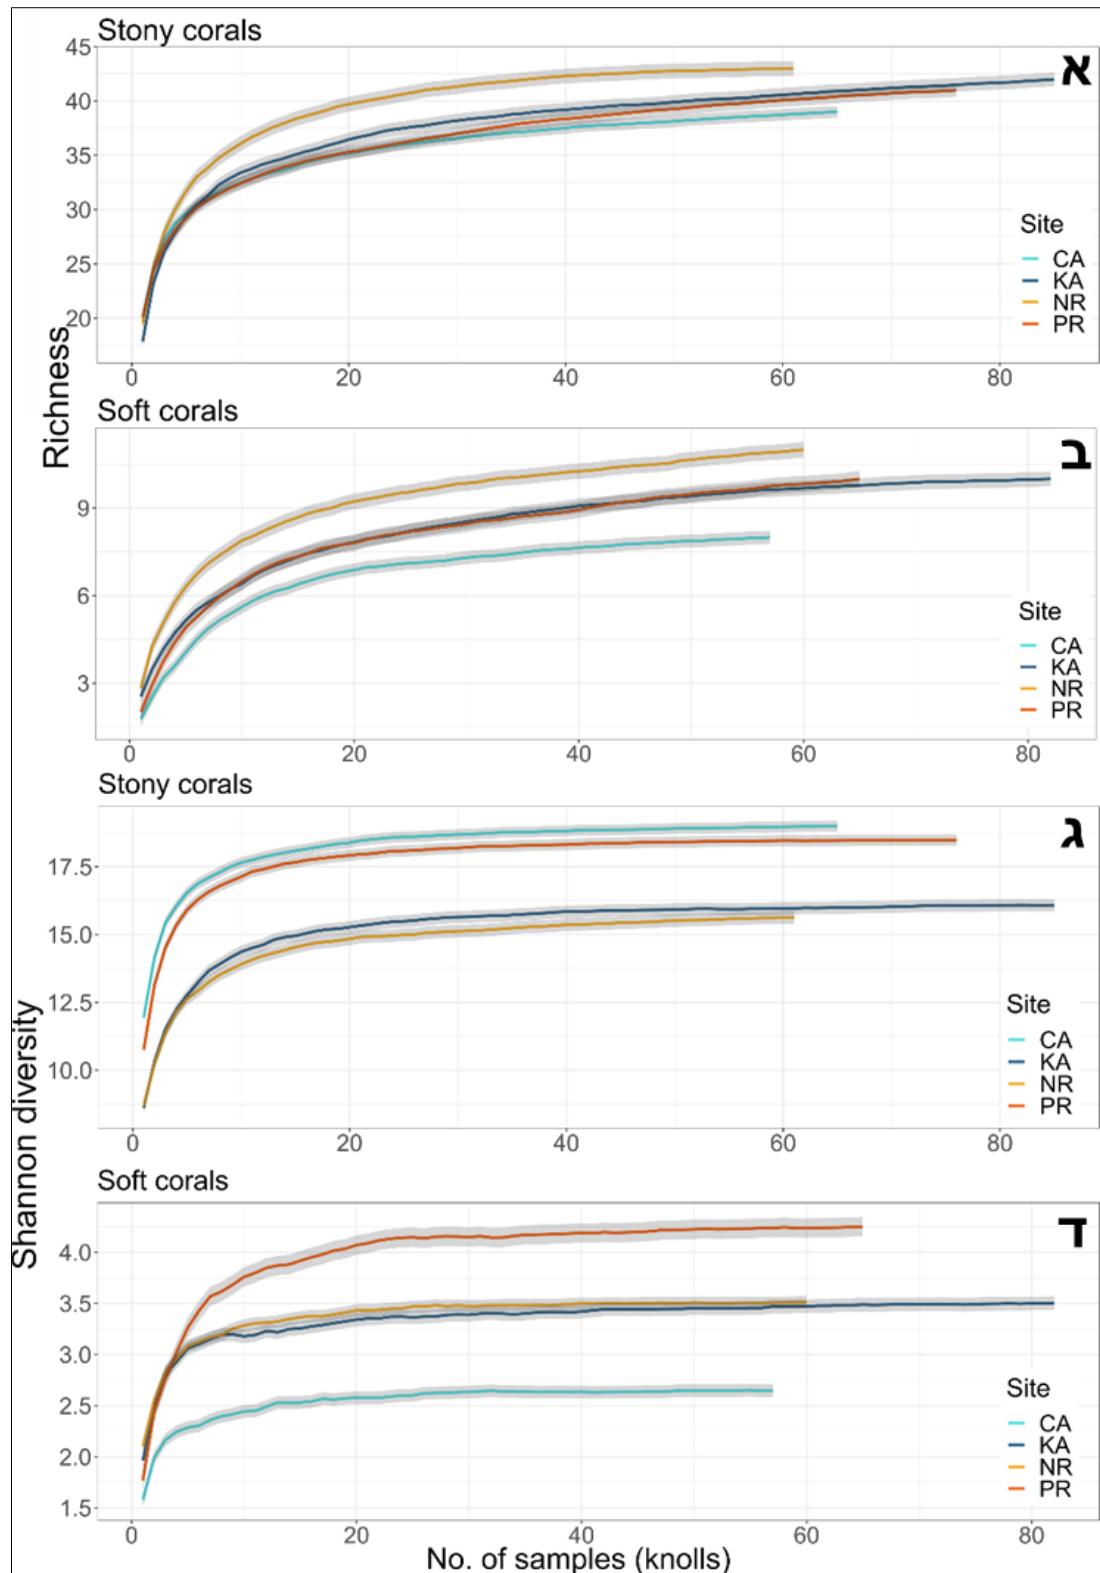 Stony corals
א
45
40
35
30
25
20
Richness
Site
CA
KA
NR
PR
0 20 40 60 80
Soft corals
ב
9
6
3
Site
CA
KA
NR
PR
0 20 40 60 80
Stony corals
ג
17.5
15.0
12.5
10.0
Shannon diversity
Site
CA
KA
NR
PR
0 20 40 60 80
Soft corals
ד
4.0
3.5
3.0
2.5
2.0
1.5
Site
CA
KA
NR
PR
0 20 40 60 80
No. of samples (knolls)